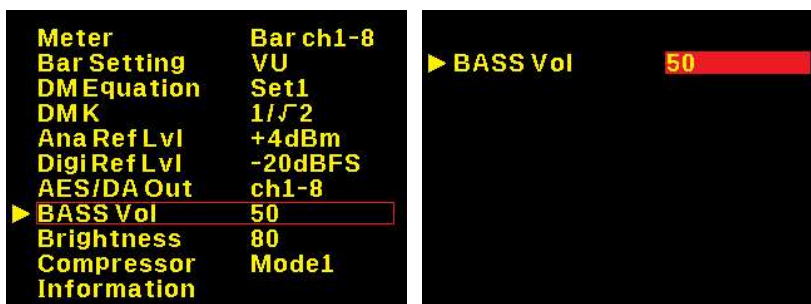 Meter Bar ch1-8
Bar Setting VU
DM Equation Set1
DM K 1/√2
Ana Ref Lvl +4dBm
Digi Ref Lvl -20dBFS
AES/DA Out ch1-8
BASS Vol 50
Brightness 80
Compressor Mode1
Information
BASS Vol 50